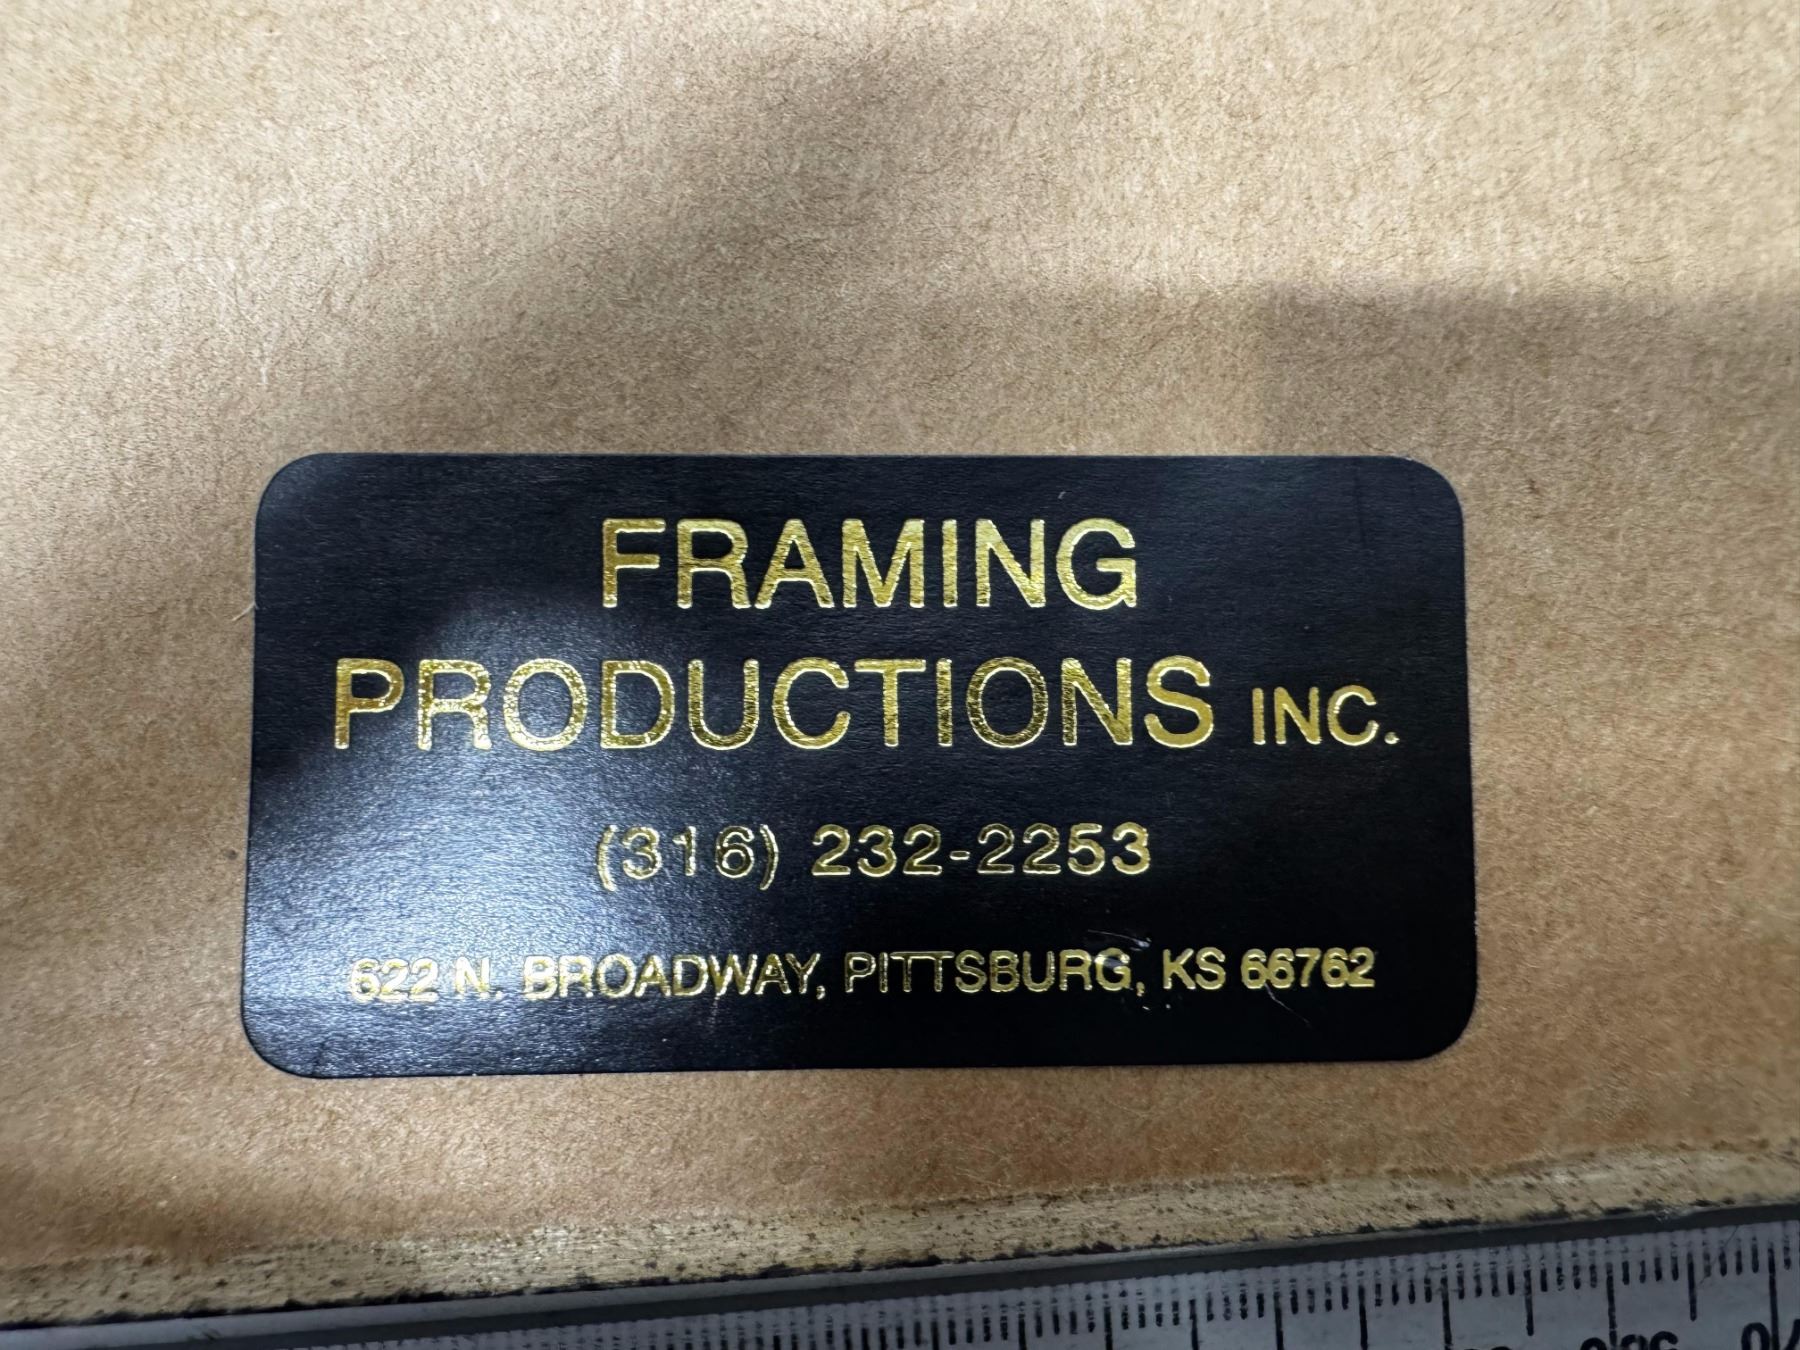 FRAMING
PRODUCTIONS INC.
(316) 232-2253
622 N. BROADWAY, PITTSBURG, KS 66762